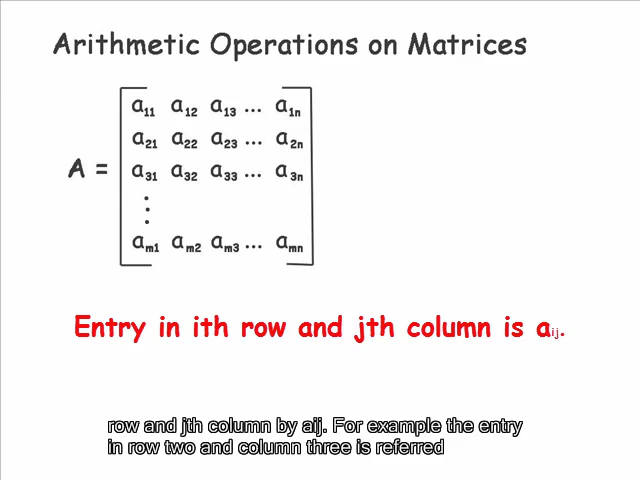 Arithmetic Operations on Matrices
a11 a12 a13 ... a1n
a21 a22 a23 ... a2n
A = a31 a32 a33 ... a3n
⋮
am1 am2 am3 ... amn
Entry in ith row and jth column is aij.
row and jth column by aij. For example the entry
in row two and column three is referred